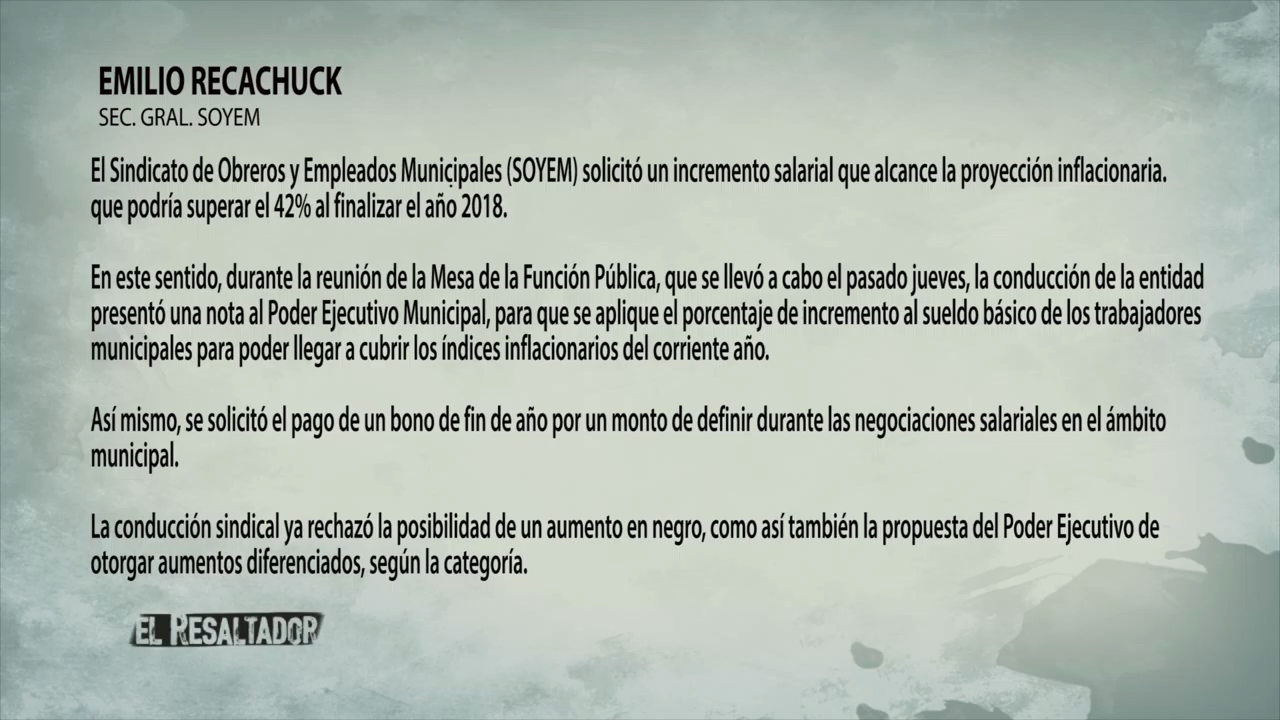 EMILIO RECACHUCK
SEC. GRAL. SOYEM
El Sindicato de Obreros y Empleados Municipales (SOYEM) solicitó un incremento salarial que alcance la proyección inflacionaria.
que podría superar el 42% al finalizar el año 2018.
En este sentido, durante la reunión de la Mesa de la Función Pública, que se llevó a cabo el pasado jueves, la conducción de la entidad
presentó una nota al Poder Ejecutivo Municipal, para que se aplique el porcentaje de incremento al sueldo básico de los trabajadores
municipales para poder llegar a cubrir los índices inflacionarios del corriente año.
Así mismo, se solicitó el pago de un bono de fin de año por un monto de definir durante las negociaciones salariales en el ámbito
municipal.
La conducción sindical ya rechazó la posibilidad de un aumento en negro, como así también la propuesta del Poder Ejecutivo de
otorgar aumentos diferenciados, según la categoría.
EL RESALTADOR